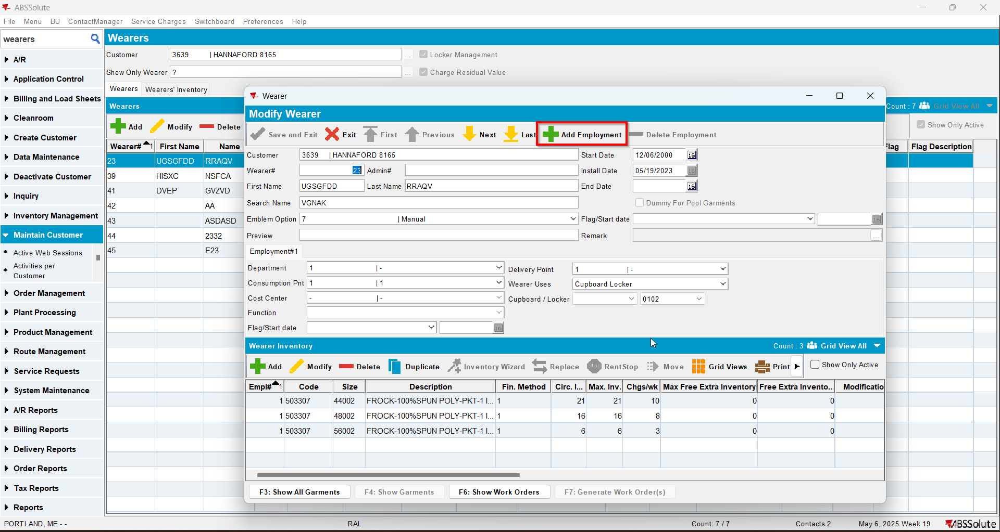 ABSSolute
File Menu BU ContactManager Service Charges Switchboard Preferences Help
wearers
A/R
Application Control
Billing and Load Sheets
Cleanroom
Create Customer
Data Maintenance
Deactivate Customer
Inquiry
Inventory Management
Maintain Customer
Active Web Sessions
Activities per
Customer
Order Management
Plant Processing
Product Management
Route Management
Service Requests
System Maintenance
A/R Reports
Billing Reports
Delivery Reports
Order Reports
Tax Reports
Reports
Wearers
Customer 3639 | HANNAFORD 8165 ... Locker Management
Show Only Wearer ? ... Charge Residual Value
Wearers Wearers' Inventory
Wearers
Count : 7 Grid View All
Add Modify Delete
Show Only Active
Wearer# 1 First Name Name
Flag Flag Description
23 UGSGFDD RRAQV
39 HISXC NSFCA
41 DVEP GVZVD
42 AA
43 ASDASD
44 2332
45 E23
Wearer
Modify Wearer
Save and Exit Exit First Previous Next Last Add Employment Delete Employment
Customer 3639 | HANNAFORD 8165 Start Date 12/06/2000 16
Wearer# 23 Admin# Install Date 05/19/2023 16
First Name UGSGFDD Last Name RRAQV End Date 16
Search Name VGNAK Dummy For Pool Garments
Emblem Option 7 | Manual Flag/Start date 16
Preview Remark ...
Employment#1
Department 1 | - Delivery Point 1 | -
Consumption Pnt 1 | 1 Wearer Uses Cupboard Locker
Cost Center - | - Cupboard / Locker 0102
Function
Flag/Start date 16
Wearer Inventory Count : 3 Grid View All
Add Modify Delete Duplicate Inventory Wizard Replace RentStop Move Grid Views Print Show Only Active
Empl# 1 Code Size Description Fin. Method Circ. I... Max. Inv. Chgs/wk Max Free Extra Inventory Free Extra Invento... Modificatio
1 503307 44002 FROCK-100%SPUN POLY-PKT-1 I... 1 21 21 10 0 0
1 503307 48002 FROCK-100%SPUN POLY-PKT-1 I... 1 16 16 8 0 0
1 503307 56002 FROCK-100%SPUN POLY-PKT-1 I... 1 6 6 3 0 0
F3: Show All Garments F4: Show Garments F6: Show Work Orders F7: Generate Work Order(s)
PORTLAND, ME - - RAL Count: 7 / 7 Contacts 2 May 6, 2025 Week 19 ABSSolute